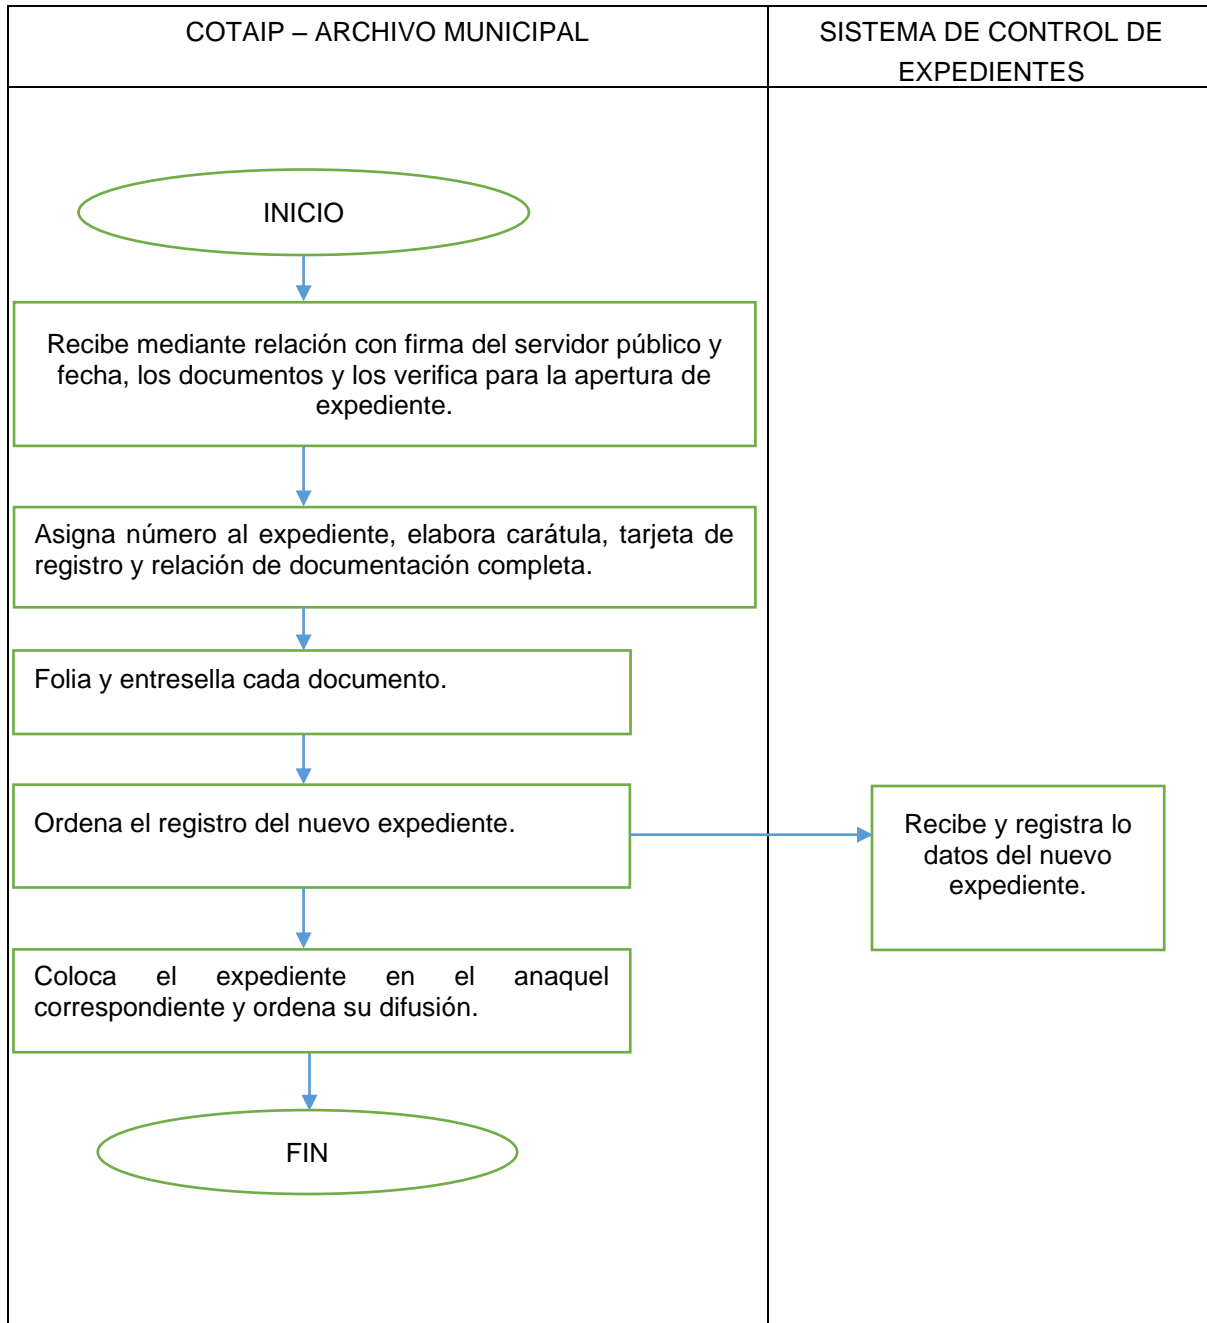 COTAIP – ARCHIVO MUNICIPAL
SISTEMA DE CONTROL DE
EXPEDIENTES
INICIO
Recibe mediante relación con firma del servidor público y
fecha, los documentos y los verifica para la apertura de
expediente.
Asigna número al expediente, elabora carátula, tarjeta de
registro y relación de documentación completa.
Folia y entresella cada documento.
Ordena el registro del nuevo expediente.
Recibe y registra lo
datos del nuevo
expediente.
Coloca el expediente en el anaquel
correspondiente y ordena su difusión.
FIN